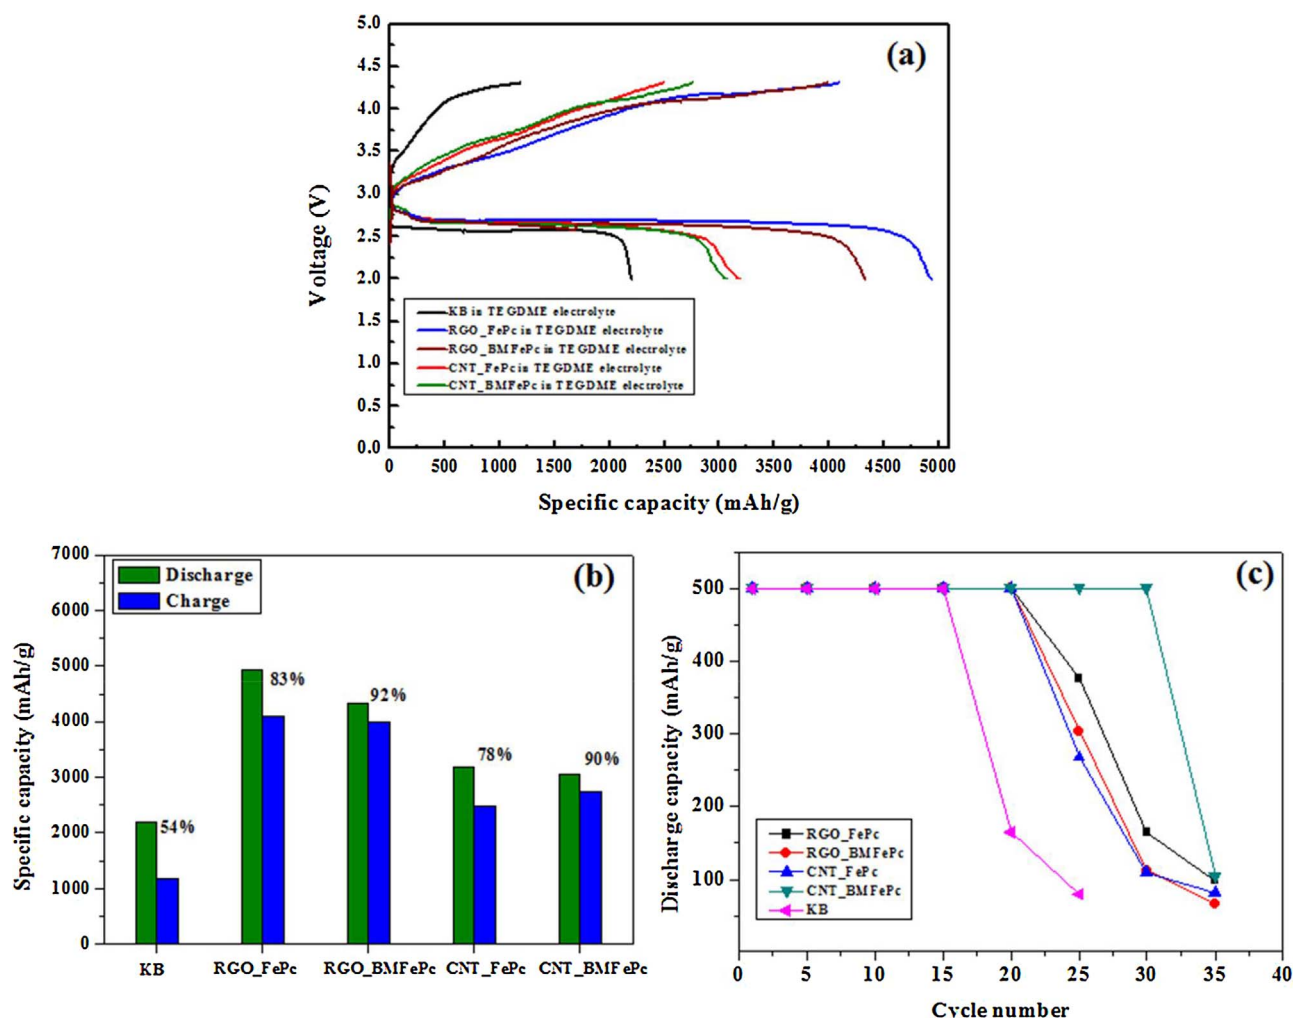 (a)
5.0
4.5
4.0
3.5
3.0
2.5
2.0
1.5
1.0
0.5
0.0
Voltage (V)
KB in TEGDME electrolyte
RGO_FePc in TEGDME electrolyte
RGO_BMFePc in TEGDME electrolyte
CNT_FePc in TEGDME electrolyte
CNT_BMFePc in TEGDME electrolyte
0 500 1000 1500 2000 2500 3000 3500 4000 4500 5000
Specific capacity (mAh/g)
(b)
7000
6000
5000
4000
3000
2000
1000
0
Specific capacity (mAh/g)
Discharge
Charge
54%
83%
92%
78%
90%
KB RGO_FePc RGO_BMFePc CNT_FePc CNT_BMFePc
(c)
500
400
300
200
100
Discharge capacity (mAh/g)
RGO_FePc
RGO_BMFePc
CNT_FePc
CNT_BMFePc
KB
0 5 10 15 20 25 30 35 40
Cycle number